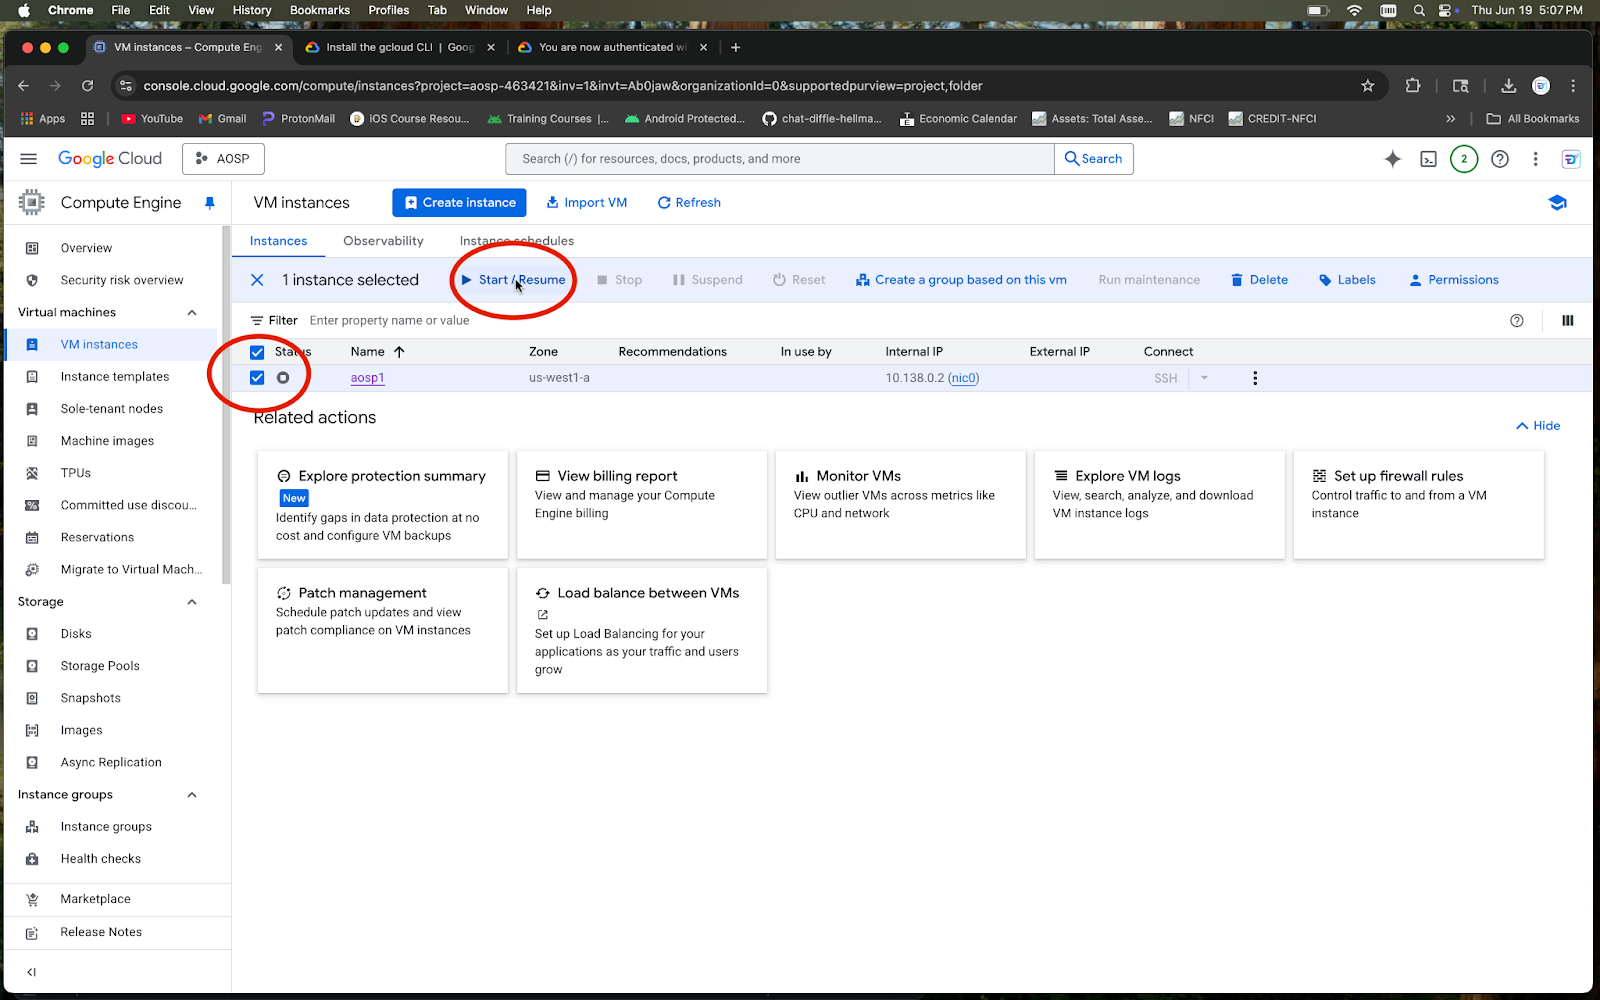 Chrome File Edit View History Bookmarks Profiles Tab Window Help Thu Jun 19 5:07 PM
VM instances – Compute Eng Install the gcloud CLI | Goog You are now authenticated wi
console.cloud.google.com/compute/instances?project=aosp-463421&inv=1&invt=Ab0jaw&organizationId=0&supportedpurview=project,folder
Apps YouTube Gmail ProtonMail iOS Course Resou... Training Courses |... Android Protected... chat-diffie-hellma... Economic Calendar Assets: Total Asse... NFCI CREDIT-NFCI » All Bookmarks
Google Cloud AOSP Search (/) for resources, docs, products, and more Search 2
Compute Engine VM instances Create instance Import VM Refresh
Instances Observability Instance schedules
1 instance selected Start / Resume Stop Suspend Reset Create a group based on this vm Run maintenance Delete Labels Permissions
Filter Enter property name or value
Status Name Zone Recommendations In use by Internal IP External IP Connect
aosp1 us-west1-a 10.138.0.2 (nic0) SSH
Related actions
Hide
Explore protection summary
New
Identify gaps in data protection at no
cost and configure VM backups
View billing report
View and manage your Compute
Engine billing
Monitor VMs
View outlier VMs across metrics like
CPU and network
Explore VM logs
View, search, analyze, and download
VM instance logs
Set up firewall rules
Control traffic to and from a VM
instance
Patch management
Schedule patch updates and view
patch compliance on VM instances
Load balance between VMs
Set up Load Balancing for your
applications as your traffic and users
grow
Overview
Security risk overview
Virtual machines
VM instances
Instance templates
Sole-tenant nodes
Machine images
TPUs
Committed use discou...
Reservations
Migrate to Virtual Mach...
Storage
Disks
Storage Pools
Snapshots
Images
Async Replication
Instance groups
Instance groups
Health checks
Marketplace
Release Notes